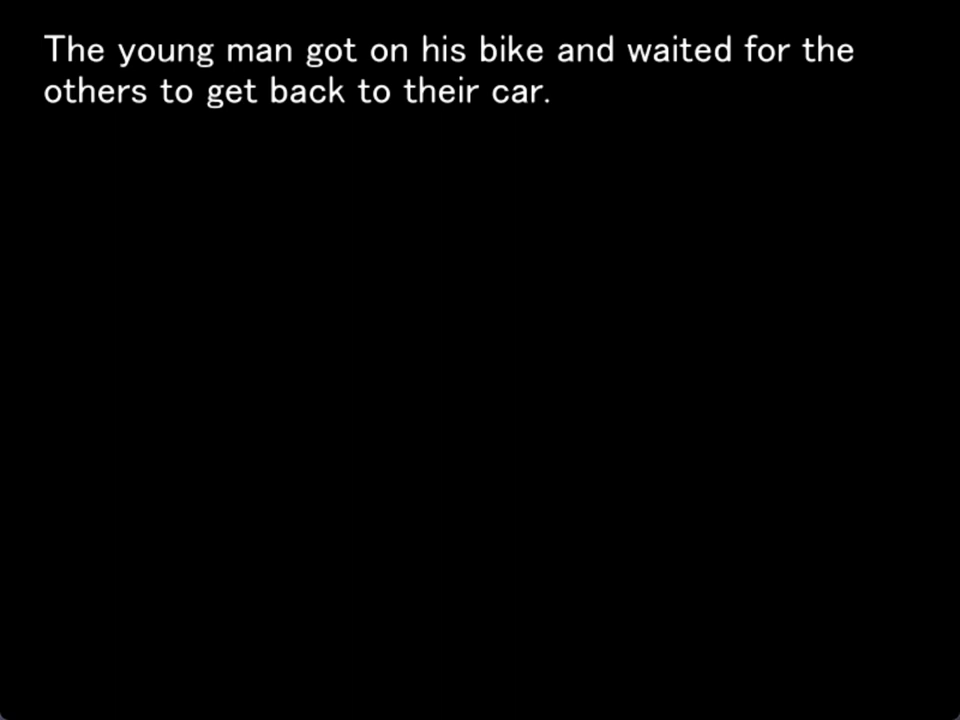 The young man got on his bike and waited for the
others to get back to their car.